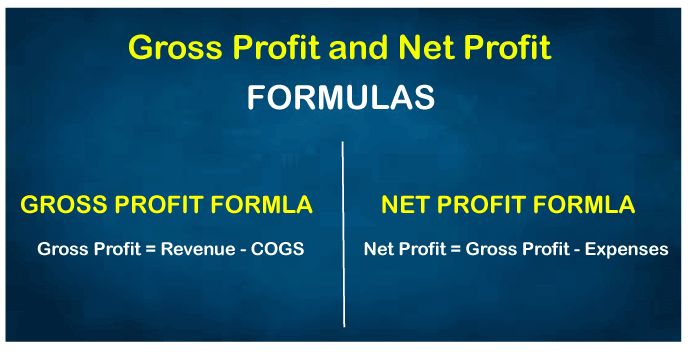 Gross Profit and Net Profit
FORMULAS
GROSS PROFIT FORMLA
Gross Profit = Revenue - COGS
NET PROFIT FORMLA
Net Profit = Gross Profit - Expenses